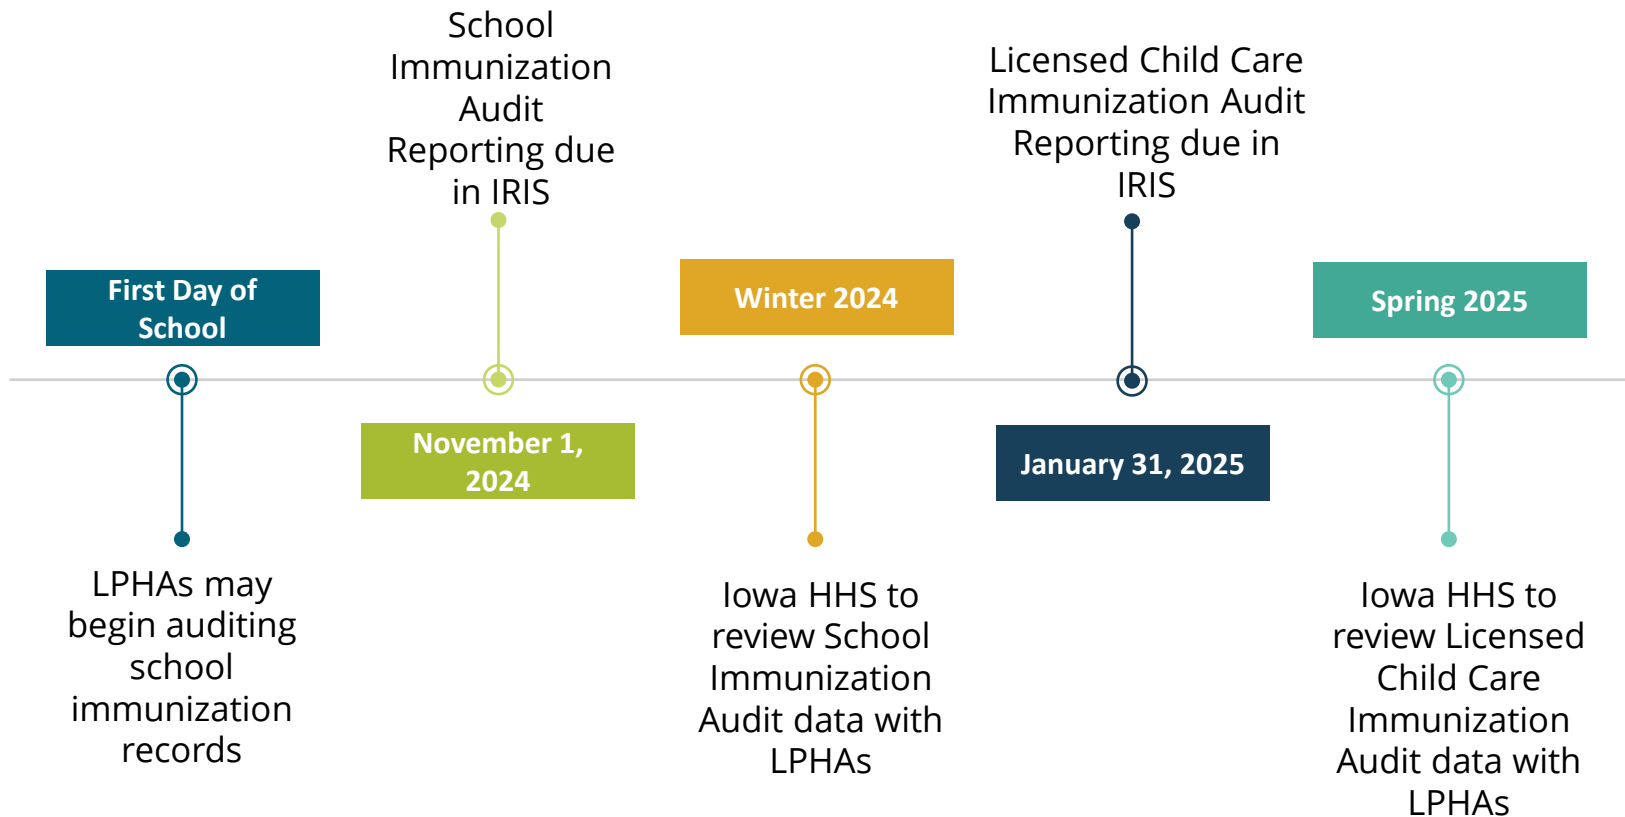 First Day of
School
LPHAs may
begin auditing
school
immunization
records
School
Immunization
Audit
Reporting due
in IRIS
November 1,
2024
Winter 2024
Iowa HHS to
review School
Immunization
Audit data with
LPHAs
Licensed Child Care
Immunization Audit
Reporting due in
IRIS
January 31, 2025
Spring 2025
Iowa HHS to
review Licensed
Child Care
Immunization
Audit data with
LPHAs